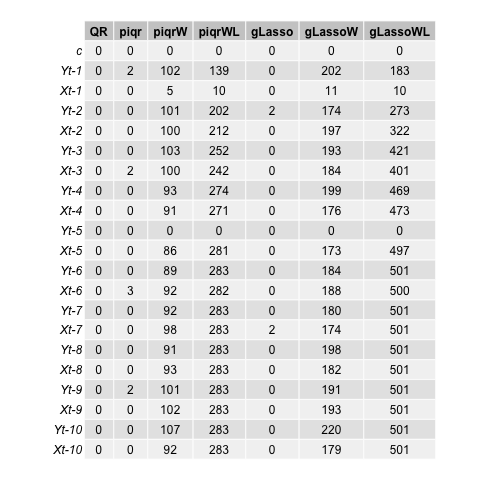 QR piqr piqrW piqrWL gLasso gLassoW gLassoWL
c 0 0 0 0 0 0 0
Yt-1 0 2 102 139 0 202 183
Xt-1 0 0 5 10 0 11 10
Yt-2 0 0 101 202 2 174 273
Xt-2 0 0 100 212 0 197 322
Yt-3 0 0 103 252 0 193 421
Xt-3 0 2 100 242 0 184 401
Yt-4 0 0 93 274 0 199 469
Xt-4 0 0 91 271 0 176 473
Yt-5 0 0 0 0 0 0 0
Xt-5 0 0 86 281 0 173 497
Yt-6 0 0 89 283 0 184 501
Xt-6 0 3 92 282 0 188 500
Yt-7 0 0 92 283 0 180 501
Xt-7 0 0 98 283 2 174 501
Yt-8 0 0 91 283 0 198 501
Xt-8 0 0 93 283 0 182 501
Yt-9 0 2 101 283 0 191 501
Xt-9 0 0 102 283 0 193 501
Yt-10 0 0 107 283 0 220 501
Xt-10 0 0 92 283 0 179 501